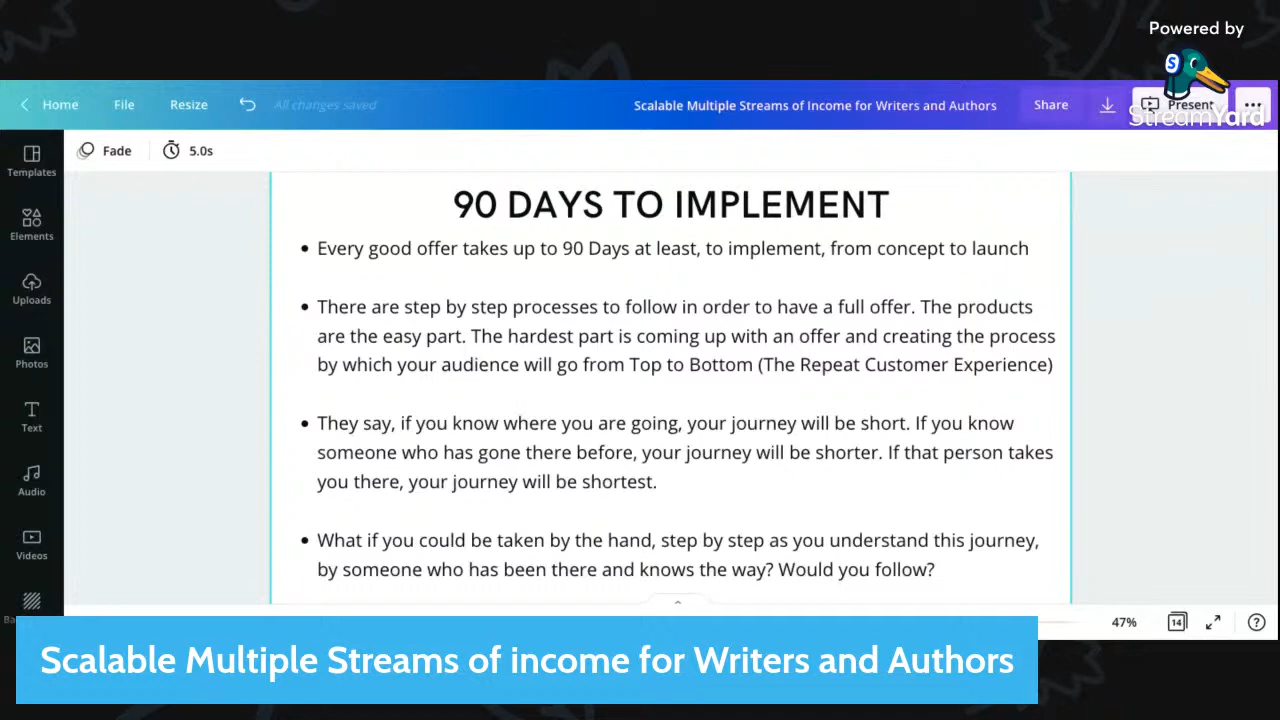 Powered by
StreamYard
Home
File
Resize
All changes saved
Scalable Multiple Streams of Income for Writers and Authors
Share
Present
Fade
5.0s
Templates
Elements
Uploads
Photos
Text
Audio
Videos
90 DAYS TO IMPLEMENT
• Every good offer takes up to 90 Days at least, to implement, from concept to launch
• There are step by step processes to follow in order to have a full offer. The products
are the easy part. The hardest part is coming up with an offer and creating the process
by which your audience will go from Top to Bottom (The Repeat Customer Experience)
• They say, if you know where you are going, your journey will be short. If you know
someone who has gone there before, your journey will be shorter. If that person takes
you there, your journey will be shortest.
• What if you could be taken by the hand, step by step as you understand this journey,
by someone who has been there and knows the way? Would you follow?
47%
14
Scalable Multiple Streams of income for Writers and Authors